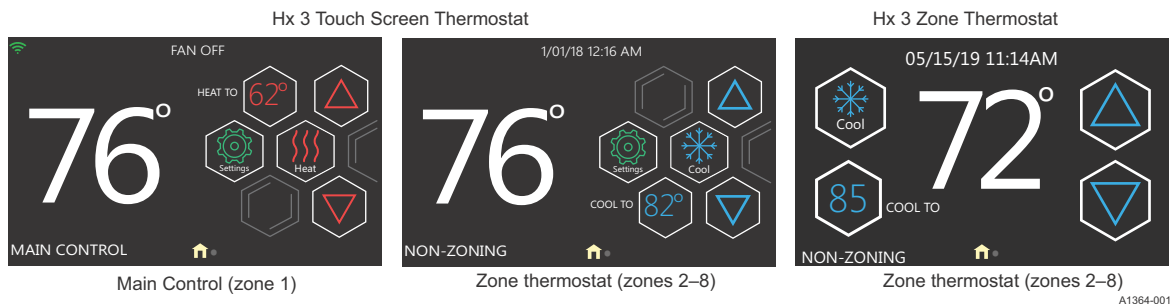 Hx 3 Touch Screen Thermostat
Hx 3 Zone Thermostat
FAN OFF
HEAT TO 62°
76°
Settings
Heat
MAIN CONTROL
Main Control (zone 1)
1/01/18 12:16 AM
76°
Settings
Cool
COOL TO 82°
NON-ZONING
Zone thermostat (zones 2–8)
05/15/19 11:14AM
Cool
72°
85 COOL TO
NON-ZONING
Zone thermostat (zones 2–8)
A1364-001